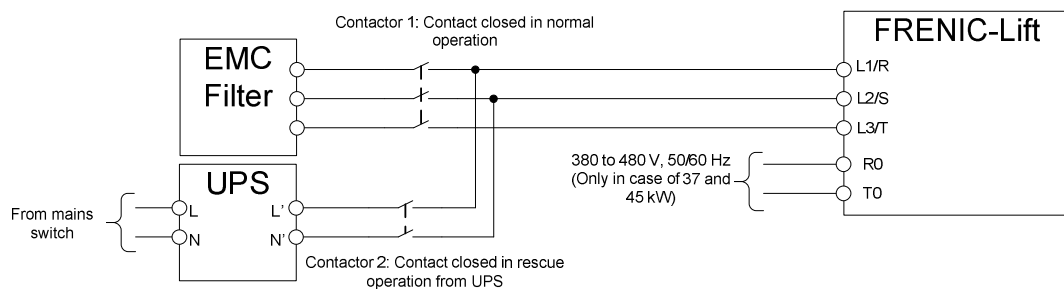 Contactor 1: Contact closed in normal
operation
FRENIC-Lift
EMC
Filter
L1/R
L2/S
L3/T
380 to 480 V, 50/60 Hz
(Only in case of 37 and
45 kW)
R0
T0
UPS
From mains
switch
L
L'
N
N'
Contactor 2: Contact closed in rescue
operation from UPS